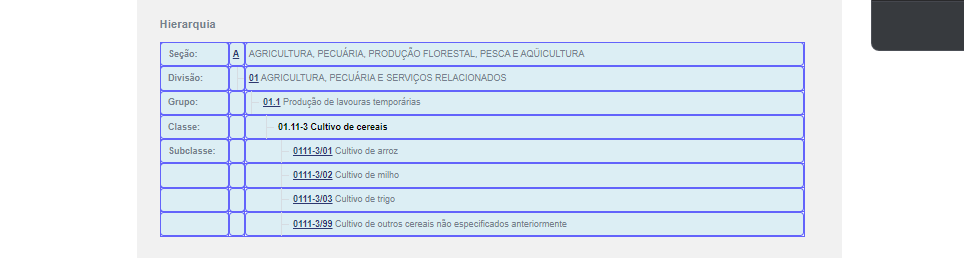 Hierarquia
Seção: A AGRICULTURA, PECUÁRIA, PRODUÇÃO FLORESTAL, PESCA E AQÜICULTURA
Divisão: 01 AGRICULTURA, PECUÁRIA E SERVIÇOS RELACIONADOS
Grupo: 01.1 Produção de lavouras temporárias
Classe: 01.11-3 Cultivo de cereais
Subclasse: 0111-3/01 Cultivo de arroz
0111-3/02 Cultivo de milho
0111-3/03 Cultivo de trigo
0111-3/99 Cultivo de outros cereais não especificados anteriormente